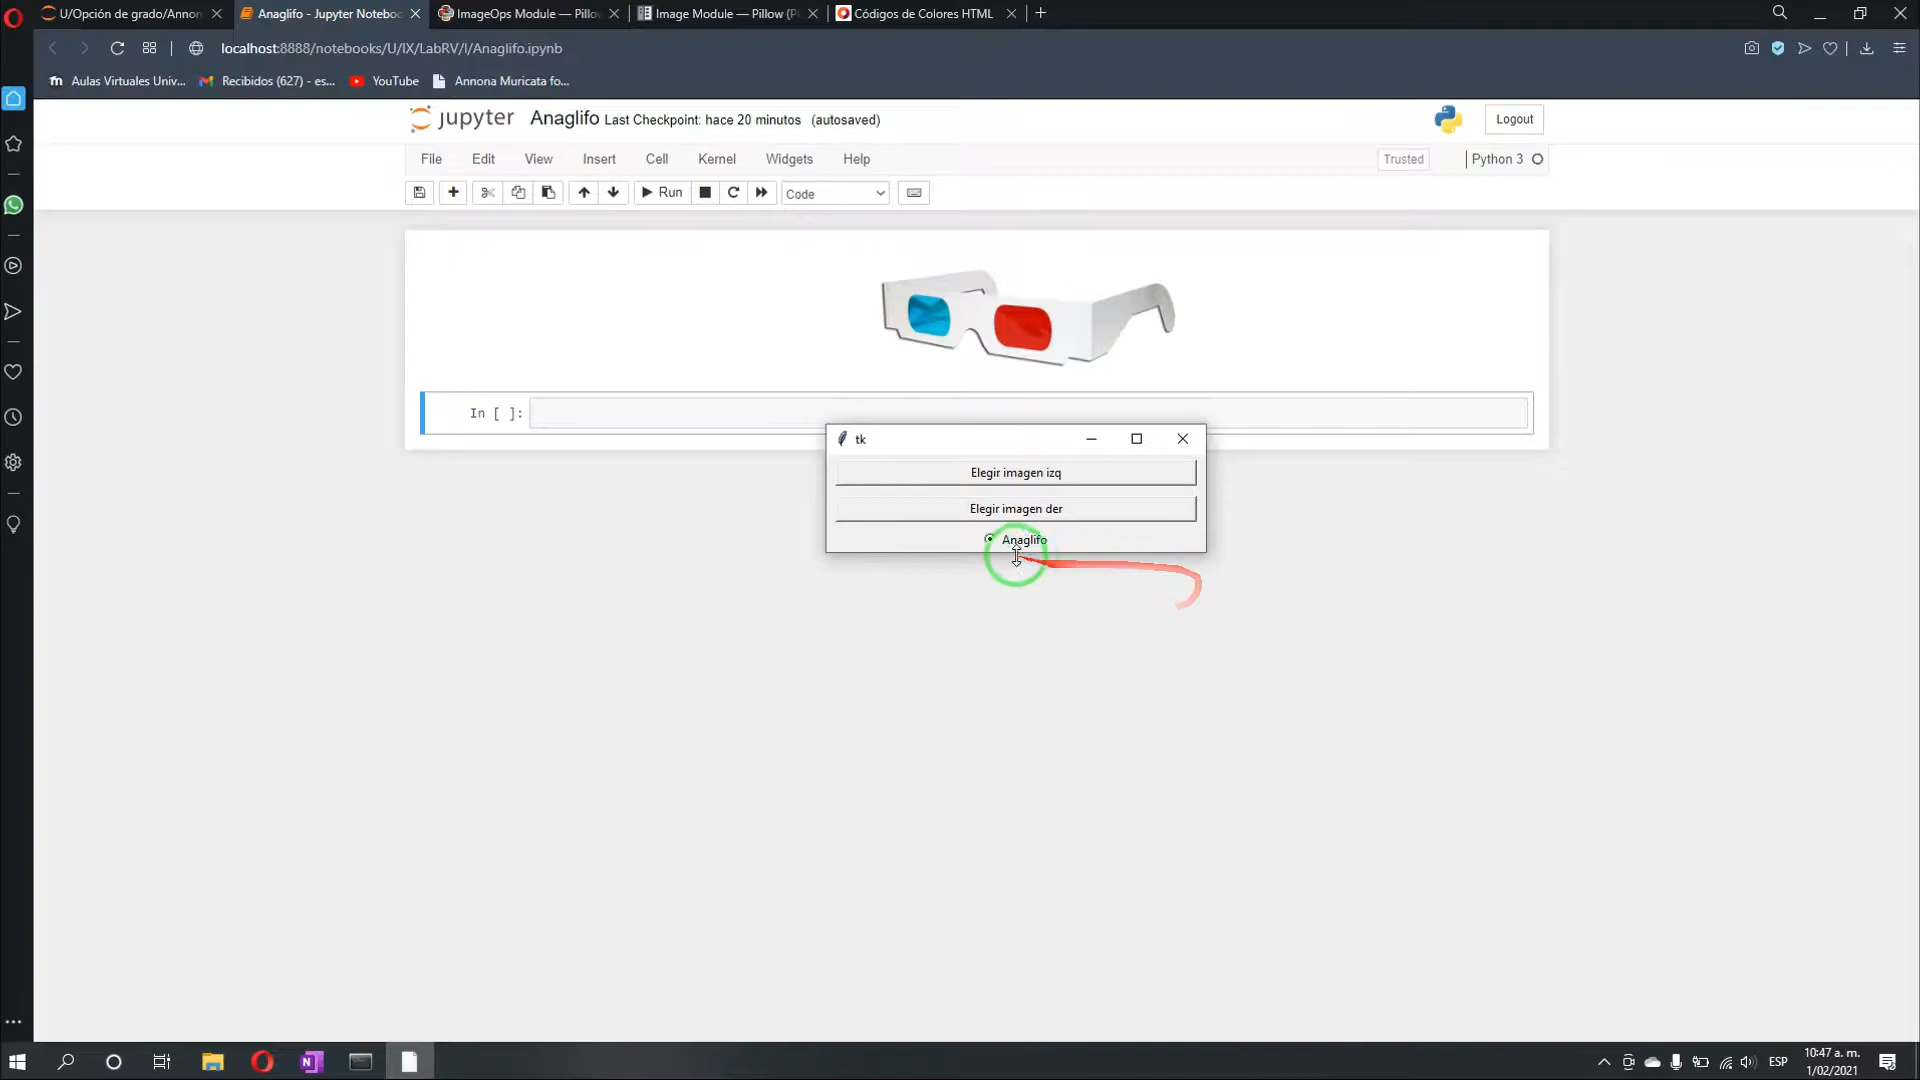 U/Opción de grado/Annon
Anaglifo - Jupyter Noteboo
ImageOps Module — Pillow
Image Module — Pillow (P
Códigos de Colores HTML
localhost:8888/notebooks/U/IX/LabRV/I/Anaglifo.ipynb
Aulas Virtuales Univ...
Recibidos (627) - es...
YouTube
Annona Muricata fo...
jupyter Anaglifo Last Checkpoint: hace 20 minutos (autosaved)
Logout
File Edit View Insert Cell Kernel Widgets Help
Trusted
Python 3
Run
Code
In [ ]:
tk
Elegir imagen izq
Elegir imagen der
Anaglifo
ESP
10:47 a. m.
1/02/2021